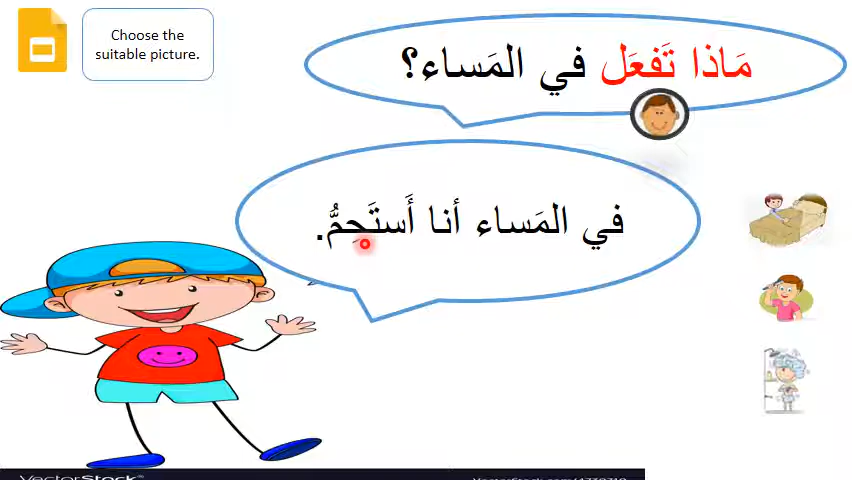 Choose the
suitable picture.
مَاذا تَفعَل في المَساء؟
في المَساء أنا أَستَحِمُّ.
VectorStock